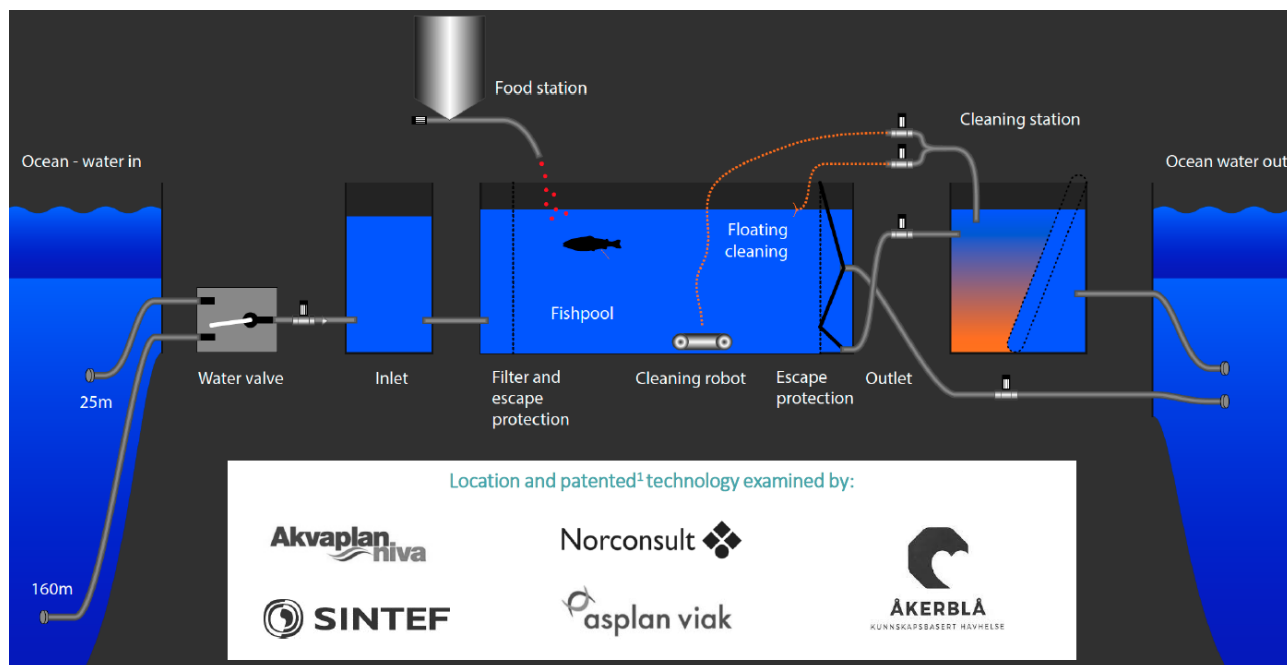 Food station
Cleaning station
Ocean - water in
Ocean water out
Floating
cleaning
Fishpool
Water valve
Inlet
Filter and
escape
protection
Cleaning robot
Escape
protection
Outlet
25m
160m
Location and patented¹ technology examined by:
Akvaplan
niva
Norconsult
SINTEF
asplan viak
ÅKERBLÅ
KUNNSKAPSBASERT HAVHELSE